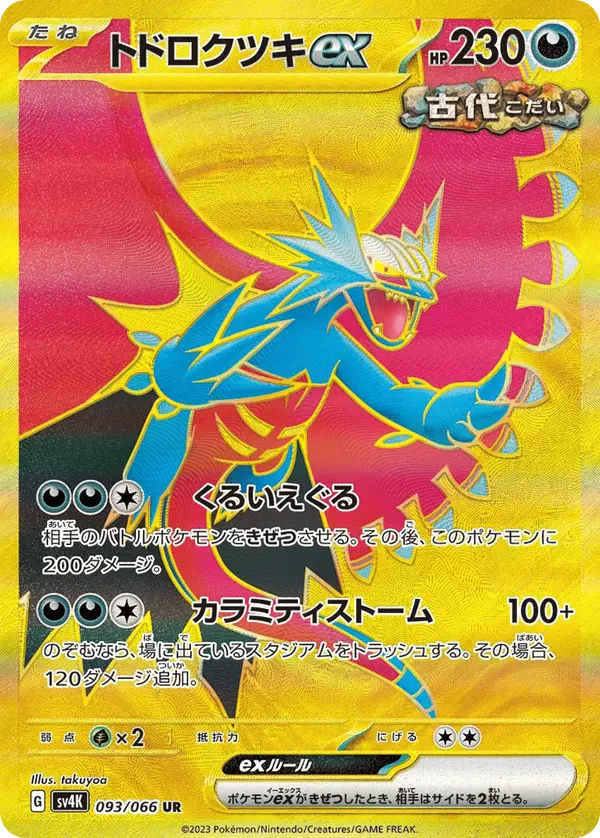 たね トドロクツキex HP230
古代 こだい
くるいえぐる
相手のバトルポケモンをきぜつさせる。その後、このポケモンに
200ダメージ。
カラミティストーム 100+
のぞむなら、場に出ているスタジアムをトラッシュする。その場合、
120ダメージ追加。
弱点 ×2 抵抗力 にげる
exルール
ポケモンexがきぜつしたとき、相手はサイドを2枚とる。
Illus. takuyoa
G sv4K 093/066 UR
©2023 Pokémon/Nintendo/Creatures/GAME FREAK.